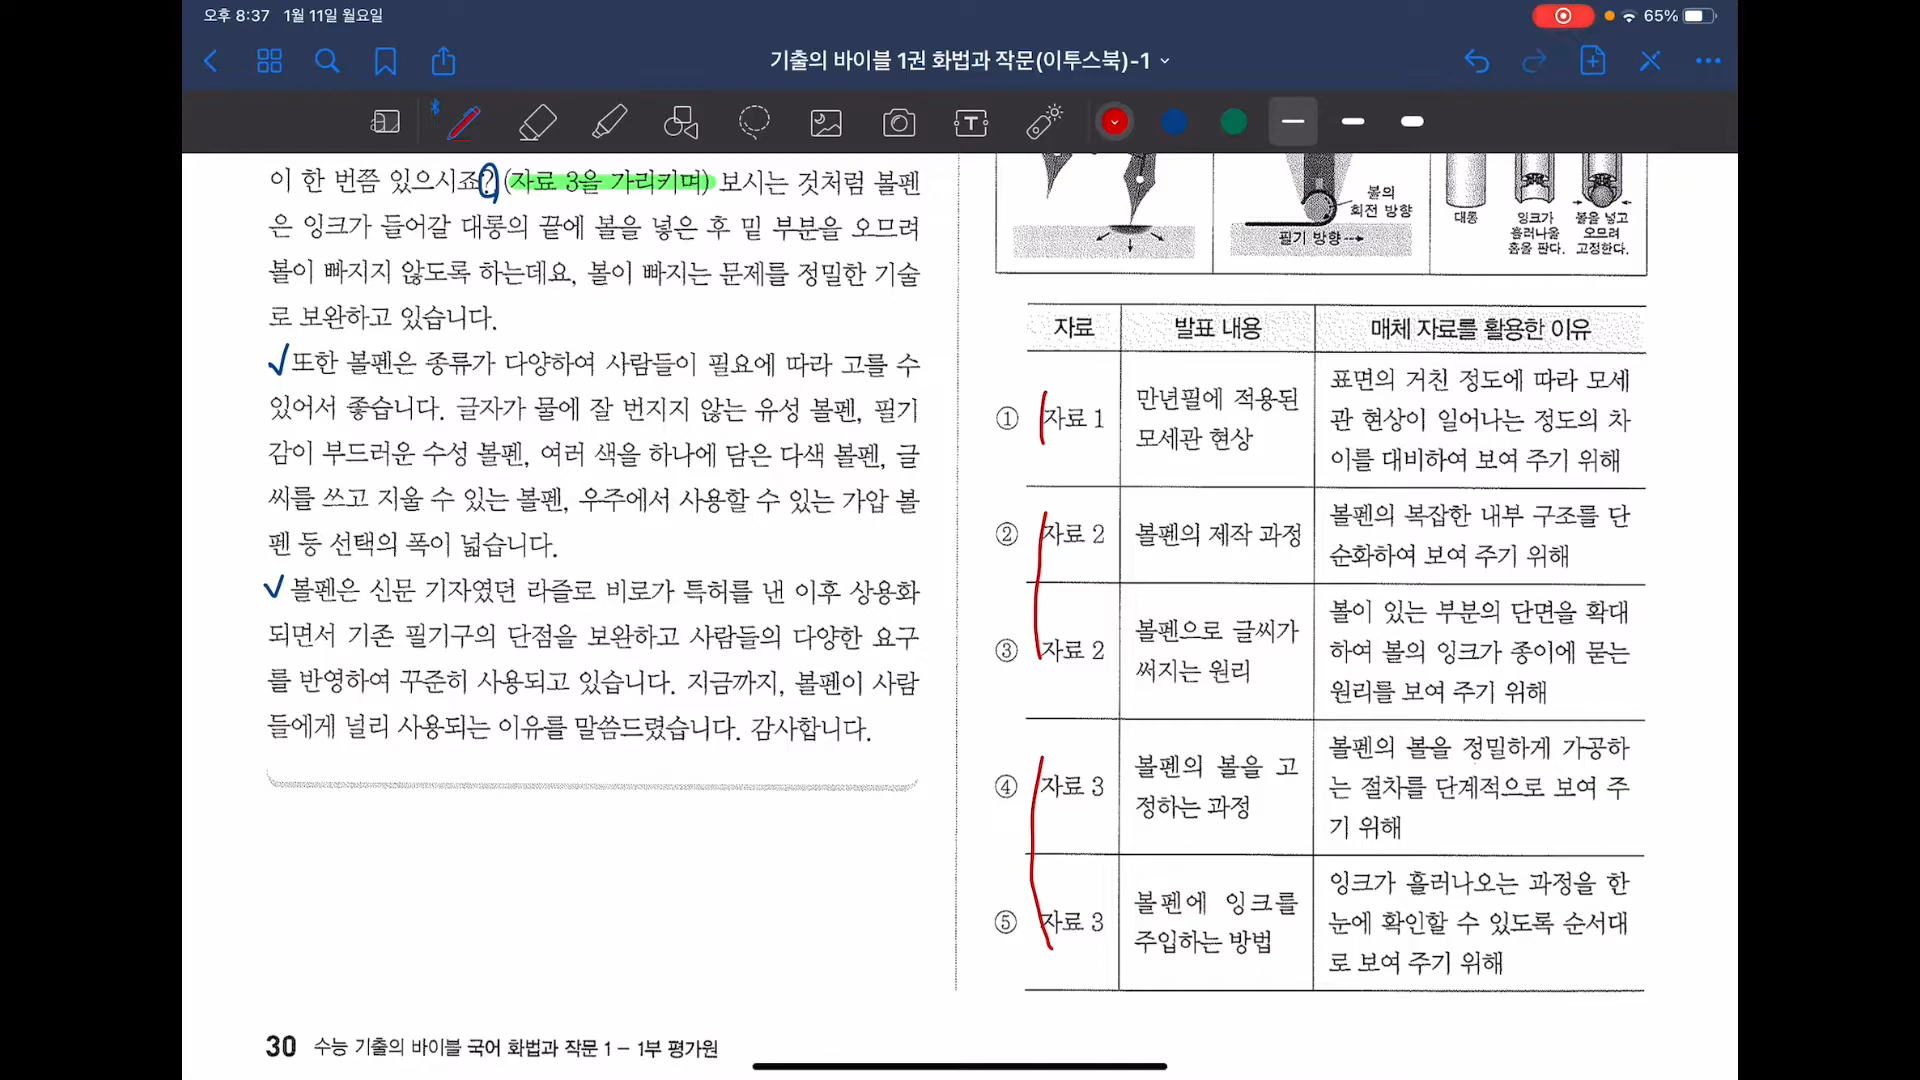 오후 8:37 1월 11일 월요일
65%
기출의 바이블 1권 화법과 작문(이투스북)-1
이 한 번쯤 있으시죠? (자료 3을 가리키며) 보시는 것처럼 볼펜
은 잉크가 들어갈 대롱의 끝에 볼을 넣은 후 밑 부분을 오므려
볼이 빠지지 않도록 하는데요, 볼이 빠지는 문제를 정밀한 기술
로 보완하고 있습니다.
또한 볼펜은 종류가 다양하여 사람들이 필요에 따라 고를 수
있어서 좋습니다. 글자가 물에 잘 번지지 않는 유성 볼펜, 필기
감이 부드러운 수성 볼펜, 여러 색을 하나에 담은 다색 볼펜, 글
씨를 쓰고 지울 수 있는 볼펜, 우주에서 사용할 수 있는 가압 볼
펜 등 선택의 폭이 넓습니다.
볼펜은 신문 기자였던 라즐로 비로가 특허를 낸 이후 상용화
되면서 기존 필기구의 단점을 보완하고 사람들의 다양한 요구
를 반영하여 꾸준히 사용되고 있습니다. 지금까지, 볼펜이 사람
들에게 널리 사용되는 이유를 말씀드렸습니다. 감사합니다.
30 수능 기출의 바이블 국어 화법과 작문 1 - 1부 평가원
볼의
회전 방향
필기 방향
대롱
잉크가
흘러나올
홈을 판다.
볼을 넣고
오므려
고정한다.
자료 발표 내용 매체 자료를 활용한 이유
① 자료 1
만년필에 적용된
모세관 현상
표면의 거친 정도에 따라 모세
관 현상이 일어나는 정도의 차
이를 대비하여 보여 주기 위해
② 자료 2
볼펜의 제작 과정
볼펜의 복잡한 내부 구조를 단
순화하여 보여 주기 위해
③ 자료 2
볼펜으로 글씨가
써지는 원리
볼이 있는 부분의 단면을 확대
하여 볼의 잉크가 종이에 묻는
원리를 보여 주기 위해
④ 자료 3
볼펜의 볼을 고
정하는 과정
볼펜의 볼을 정밀하게 가공하
는 절차를 단계적으로 보여 주
기 위해
⑤ 자료 3
볼펜에 잉크를
주입하는 방법
잉크가 흘러나오는 과정을 한
눈에 확인할 수 있도록 순서대
로 보여 주기 위해